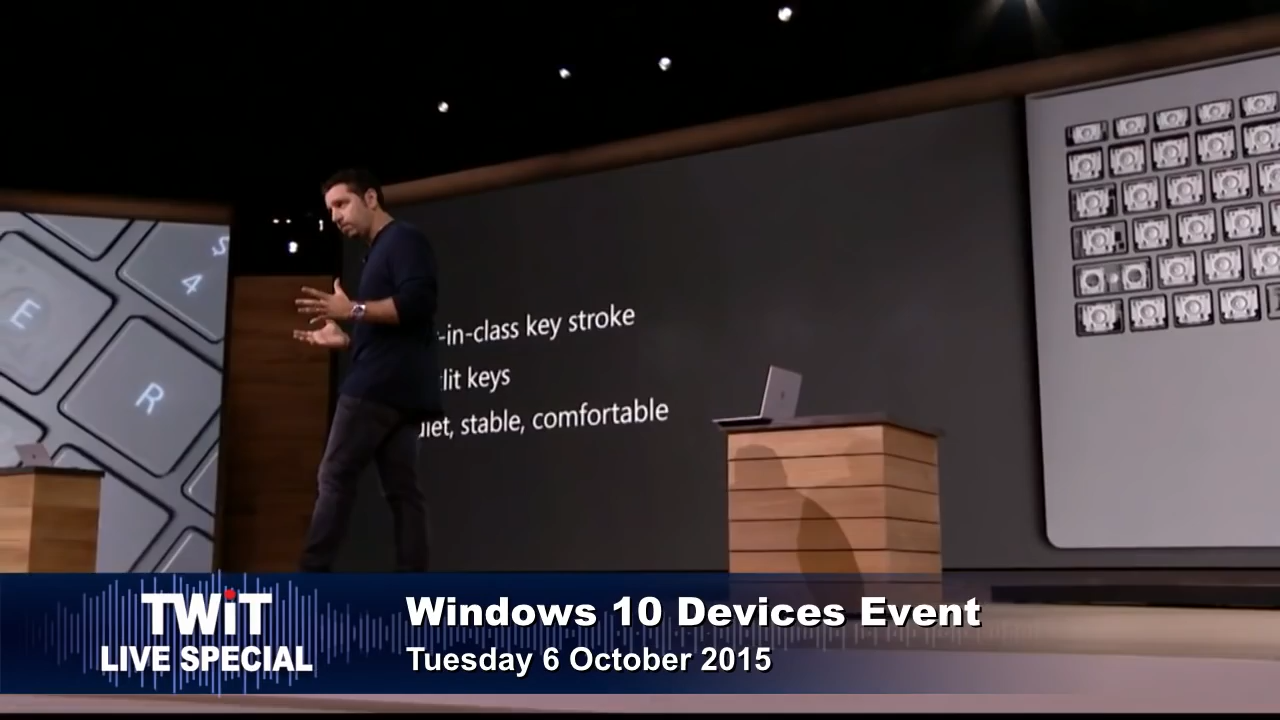 $
4
E
R
-in-class key stroke
lit keys
uiet, stable, comfortable
TWiT
LIVE SPECIAL
Windows 10 Devices Event
Tuesday 6 October 2015